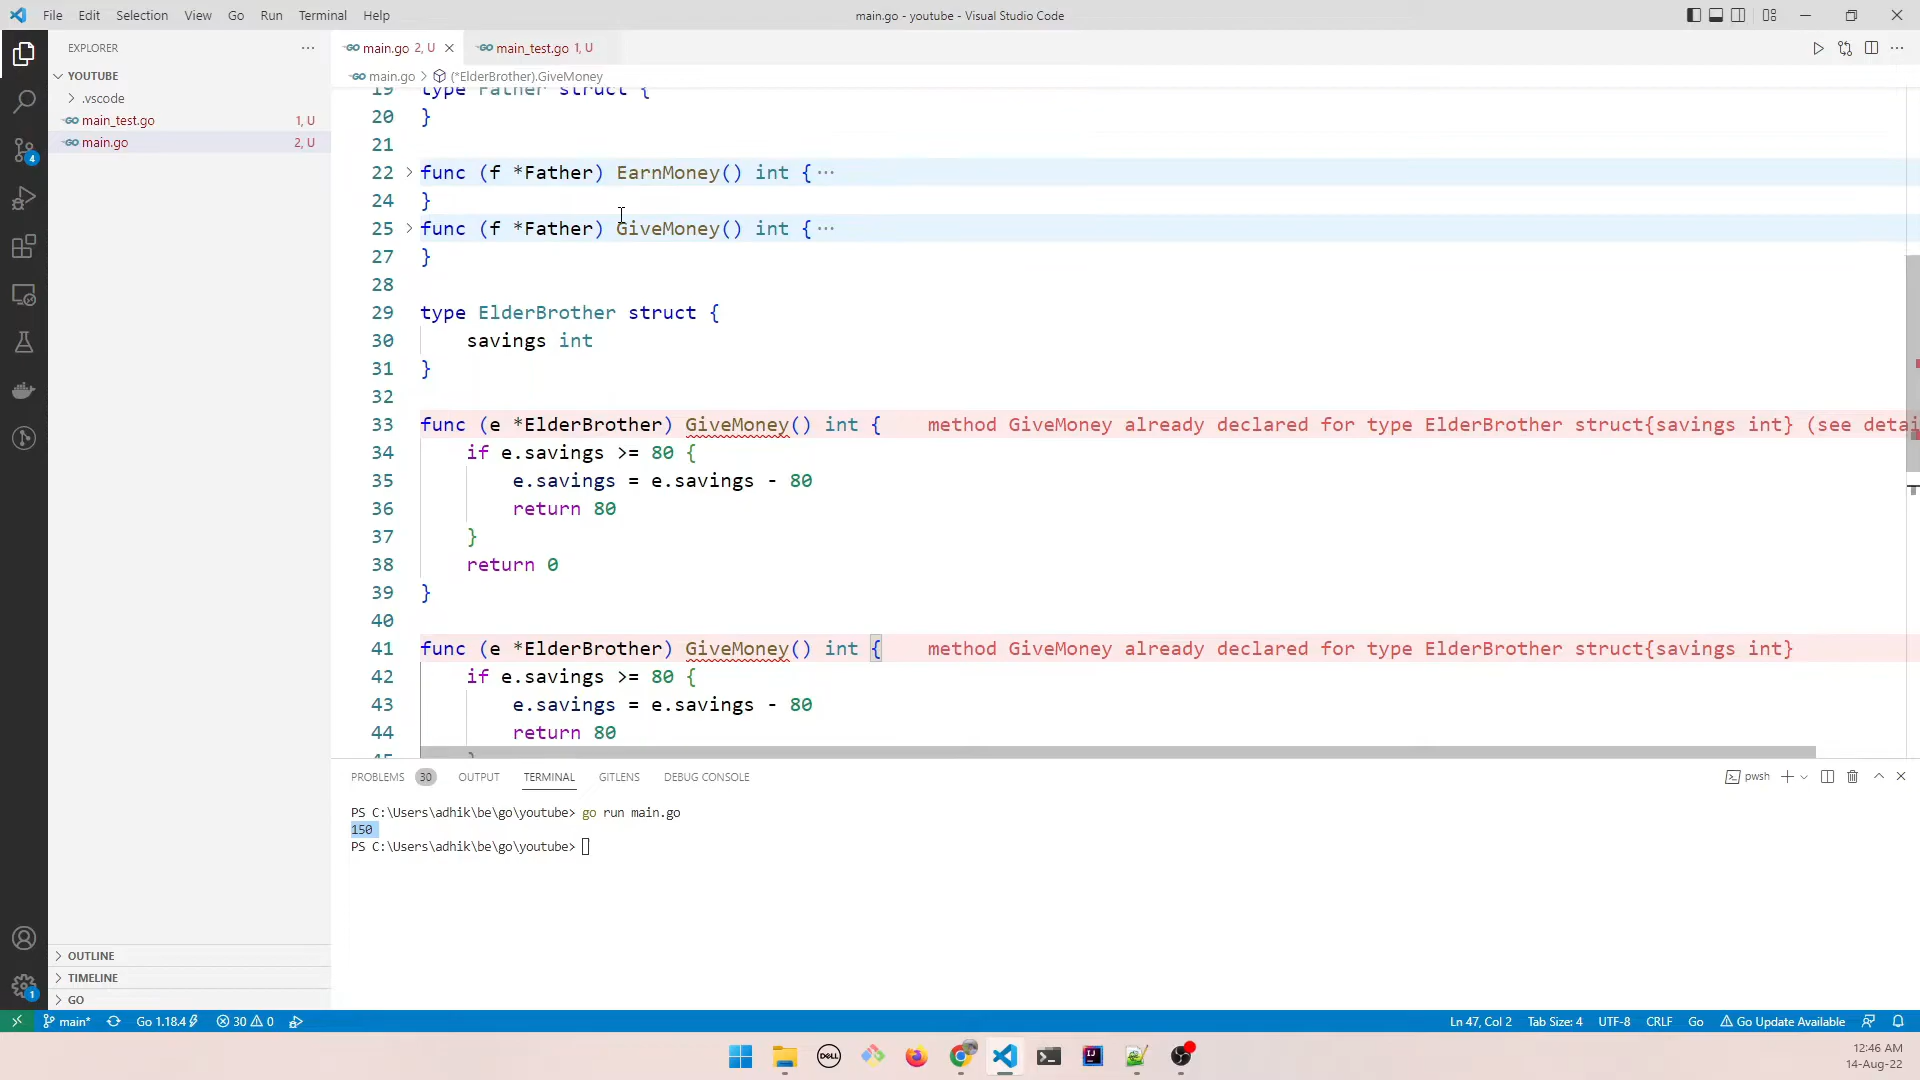 File Edit Selection View Go Run Terminal Help
main.go - youtube - Visual Studio Code
EXPLORER
main.go 2, U
main_test.go 1, U
YOUTUBE
main.go > (*ElderBrother).GiveMoney
.vscode
main_test.go 1, U
main.go 2, U
19 type Father struct {
20 }
21
22 func (f *Father) EarnMoney() int {···
24 }
25 func (f *Father) GiveMoney() int {···
27 }
28
29 type ElderBrother struct {
30 savings int
31 }
32
33 func (e *ElderBrother) GiveMoney() int { method GiveMoney already declared for type ElderBrother struct{savings int} (see detai
34 if e.savings >= 80 {
35 e.savings = e.savings - 80
36 return 80
37 }
38 return 0
39 }
40
41 func (e *ElderBrother) GiveMoney() int { method GiveMoney already declared for type ElderBrother struct{savings int}
42 if e.savings >= 80 {
43 e.savings = e.savings - 80
44 return 80
45 }
PROBLEMS 30 OUTPUT TERMINAL GITLENS DEBUG CONSOLE
pwsh
PS C:\Users\adhik\be\go\youtube> go run main.go
150
PS C:\Users\adhik\be\go\youtube>
OUTLINE
TIMELINE
GO
4
1
main* Go 1.18.4 30 0
Ln 47, Col 2 Tab Size: 4 UTF-8 CRLF Go Go Update Available
DELL
IJ
12:46 AM
14-Aug-22